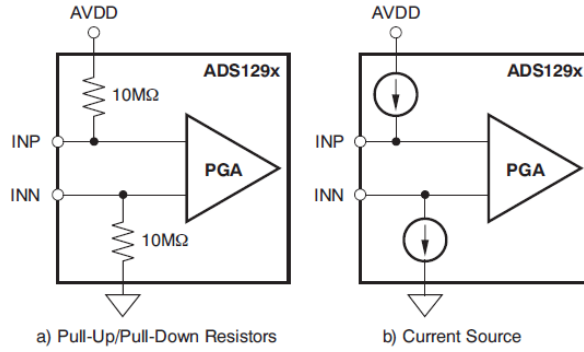 AVDD
AVDD
ADS129x
ADS129x
10MΩ
INP
INP
PGA
PGA
INN
INN
10MΩ
a) Pull-Up/Pull-Down Resistors
b) Current Source